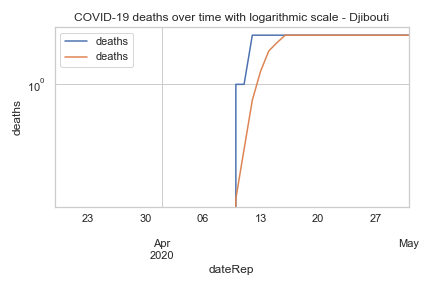 COVID-19 deaths over time with logarithmic scale - Djibouti
deaths
deaths
10^0
deaths
23 30 06 13 20 27
Apr May
2020
dateRep